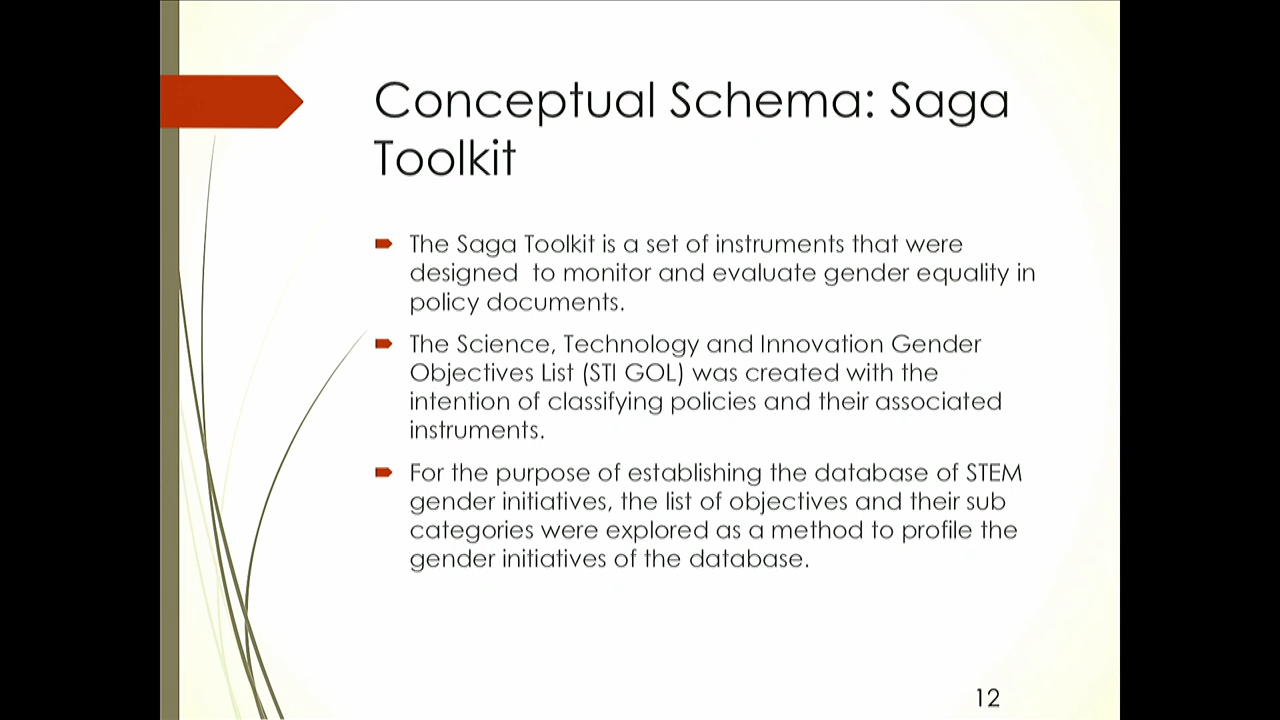 Conceptual Schema: Saga
Toolkit
The Saga Toolkit is a set of instruments that were
designed  to monitor and evaluate gender equality in
policy documents.
The Science, Technology and Innovation Gender
Objectives List (STI GOL) was created with the
intention of classifying policies and their associated
instruments.
For the purpose of establishing the database of STEM
gender initiatives, the list of objectives and their sub
categories were explored as a method to profile the
gender initiatives of the database.
12